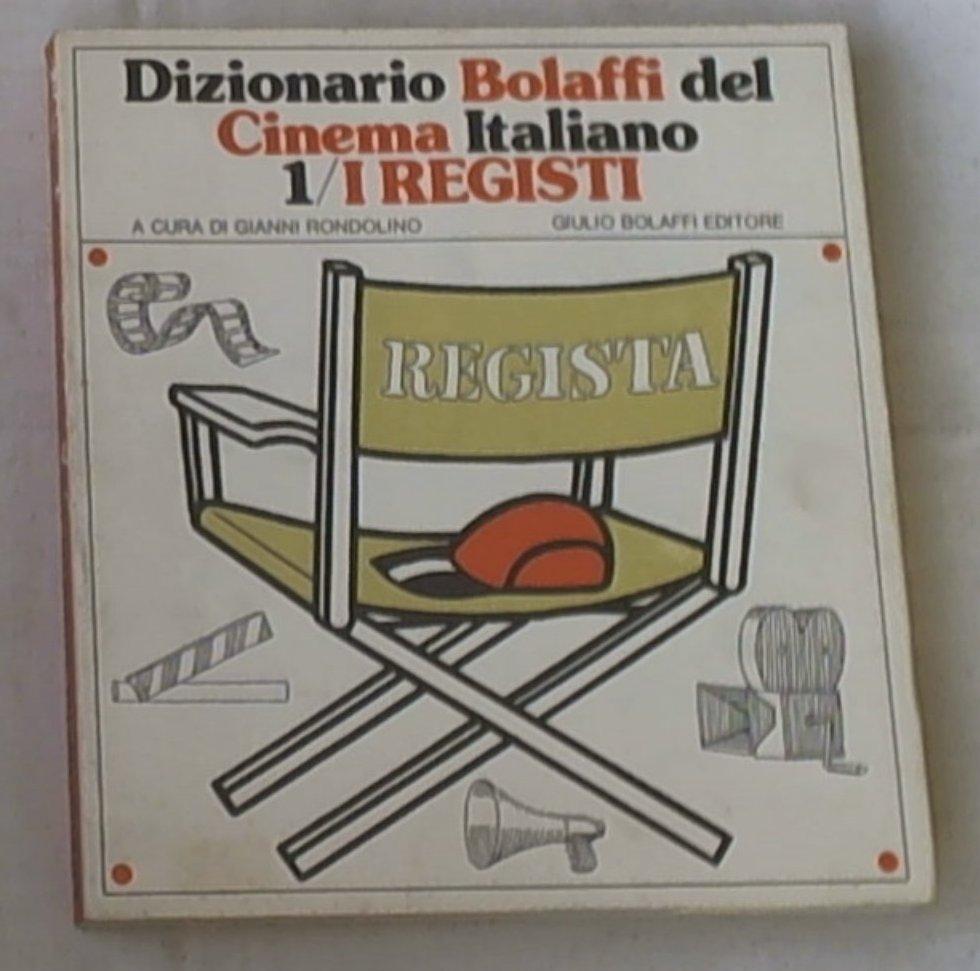 Dizionario Bolaffi del
Cinema Italiano
1/I REGISTI
A CURA DI GIANNI RONDOLINO GIULIO BOLAFFI EDITORE
REGISTA